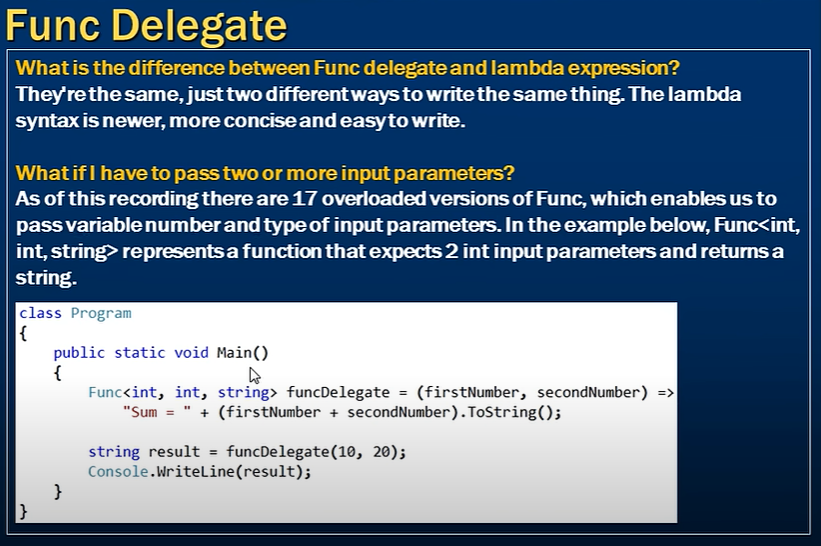 Func Delegate
What is the difference between Func delegate and lambda expression?
They're the same, just two different ways to write the same thing. The lambda
syntax is newer, more concise and easy to write.
What if I have to pass two or more input parameters?
As of this recording there are 17 overloaded versions of Func, which enables us to
pass variable number and type of input parameters. In the example below, Func<int,
int, string> represents a function that expects 2 int input parameters and returns a
string.
class Program
{
    public static void Main()
    {
        Func<int, int, string> funcDelegate = (firstNumber, secondNumber) =>
            "Sum = " + (firstNumber + secondNumber).ToString();
        string result = funcDelegate(10, 20);
        Console.WriteLine(result);
    }
}